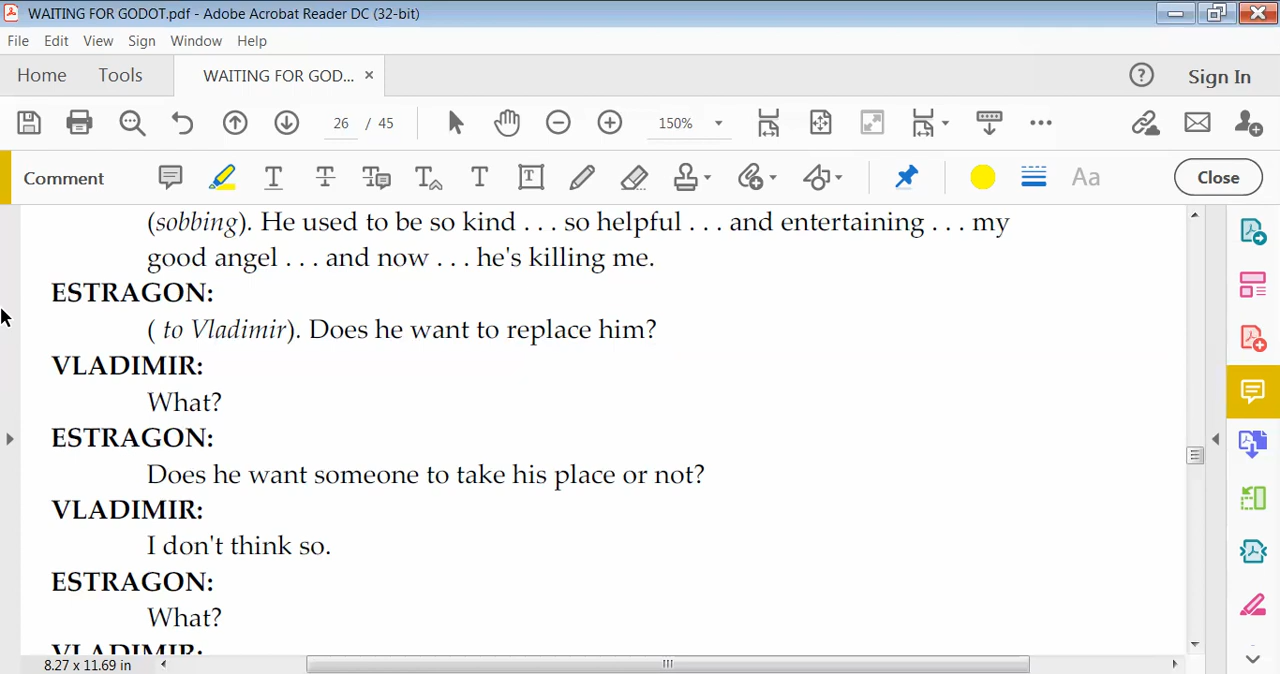 WAITING FOR GODOT.pdf - Adobe Acrobat Reader DC (32-bit)
File Edit View Sign Window Help
Home Tools WAITING FOR GOD... × ? Sign In
26 / 45 150%
Comment Aa Close
(sobbing). He used to be so kind . . . so helpful . . . and entertaining . . . my
good angel . . . and now . . . he's killing me.
ESTRAGON:
( to Vladimir). Does he want to replace him?
VLADIMIR:
What?
ESTRAGON:
Does he want someone to take his place or not?
VLADIMIR:
I don't think so.
ESTRAGON:
What?
VLADIMIR:
8.27 x 11.69 in